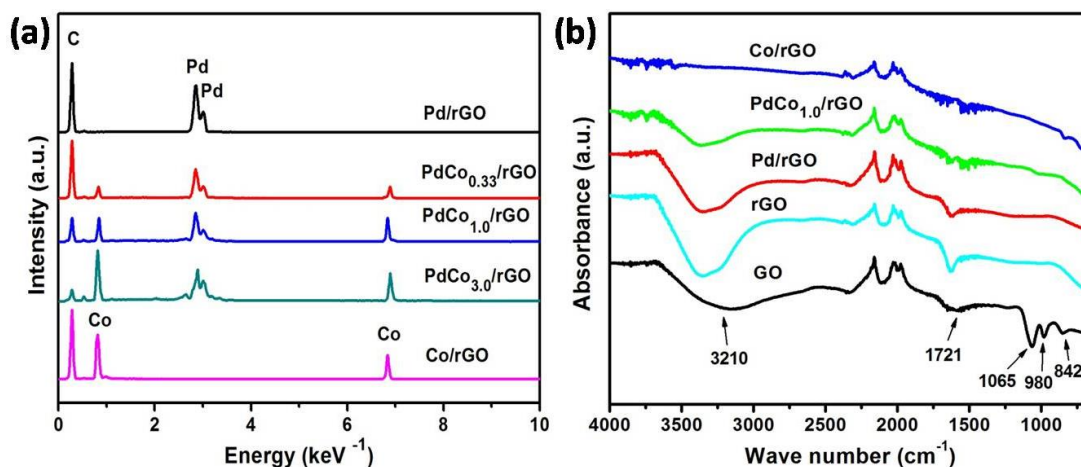 (a)
C
Pd
Pd
Pd/rGO
PdCo0.33/rGO
PdCo1.0/rGO
PdCo3.0/rGO
Co
Co
Co/rGO
Intensity (a.u.)
0 2 4 6 8 10
Energy (keV -1)
(b)
Co/rGO
PdCo1.0/rGO
Pd/rGO
rGO
GO
3210
1721
1065
980
842
Absorbance (a.u.)
4000 3500 3000 2500 2000 1500 1000
Wave number (cm-1)